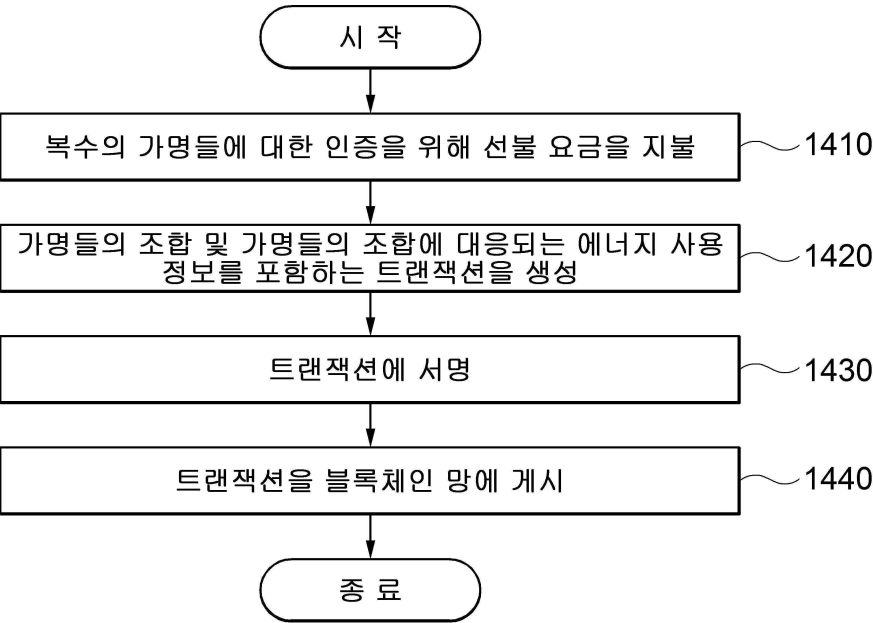 시 작
복수의 가명들에 대한 인증을 위해 선불 요금을 지불
1410
가명들의 조합 및 가명들의 조합에 대응되는 에너지 사용
정보를 포함하는 트랜잭션을 생성
1420
트랜잭션에 서명
1430
트랜잭션을 블록체인 망에 게시
1440
종 료